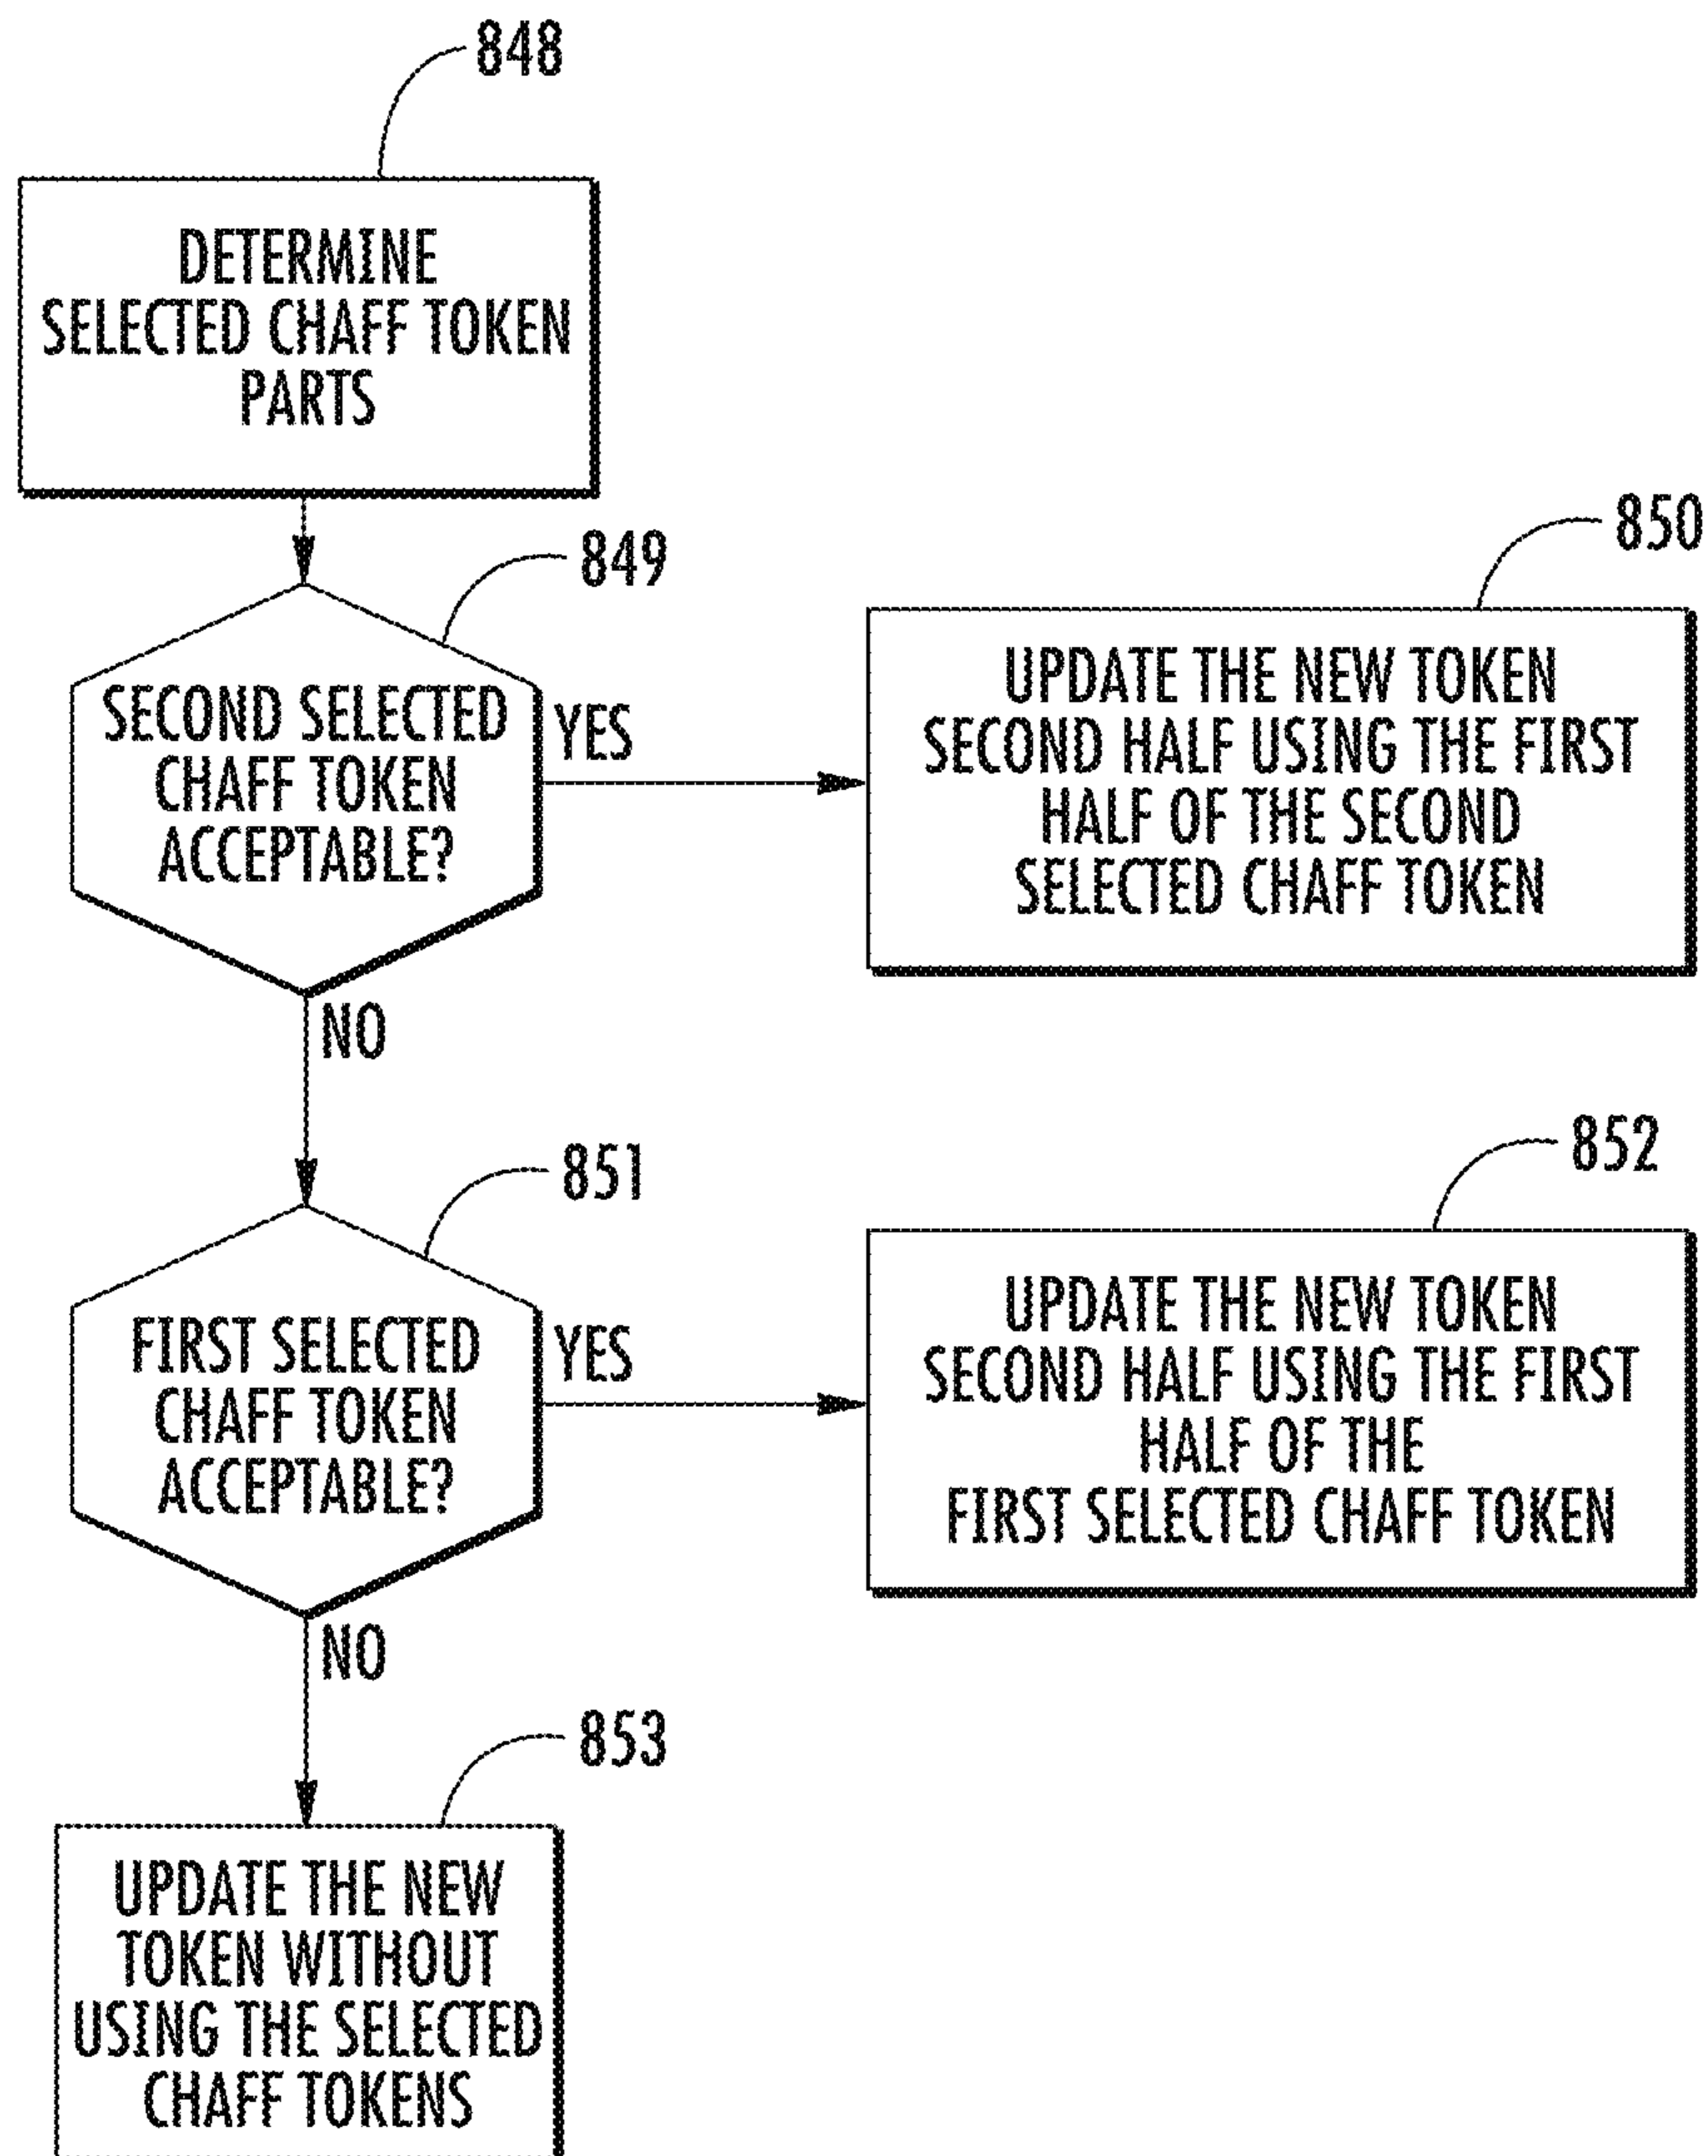 848
DETERMINE
SELECTED CHAFF TOKEN
PARTS
849
SECOND SELECTED
CHAFF TOKEN
ACCEPTABLE?
YES
850
UPDATE THE NEW TOKEN
SECOND HALF USING THE FIRST
HALF OF THE SECOND
SELECTED CHAFF TOKEN
NO
851
FIRST SELECTED
CHAFF TOKEN
ACCEPTABLE?
YES
852
UPDATE THE NEW TOKEN
SECOND HALF USING THE FIRST
HALF OF THE
FIRST SELECTED CHAFF TOKEN
NO
853
UPDATE THE NEW
TOKEN WITHOUT
USING THE SELECTED
CHAFF TOKENS